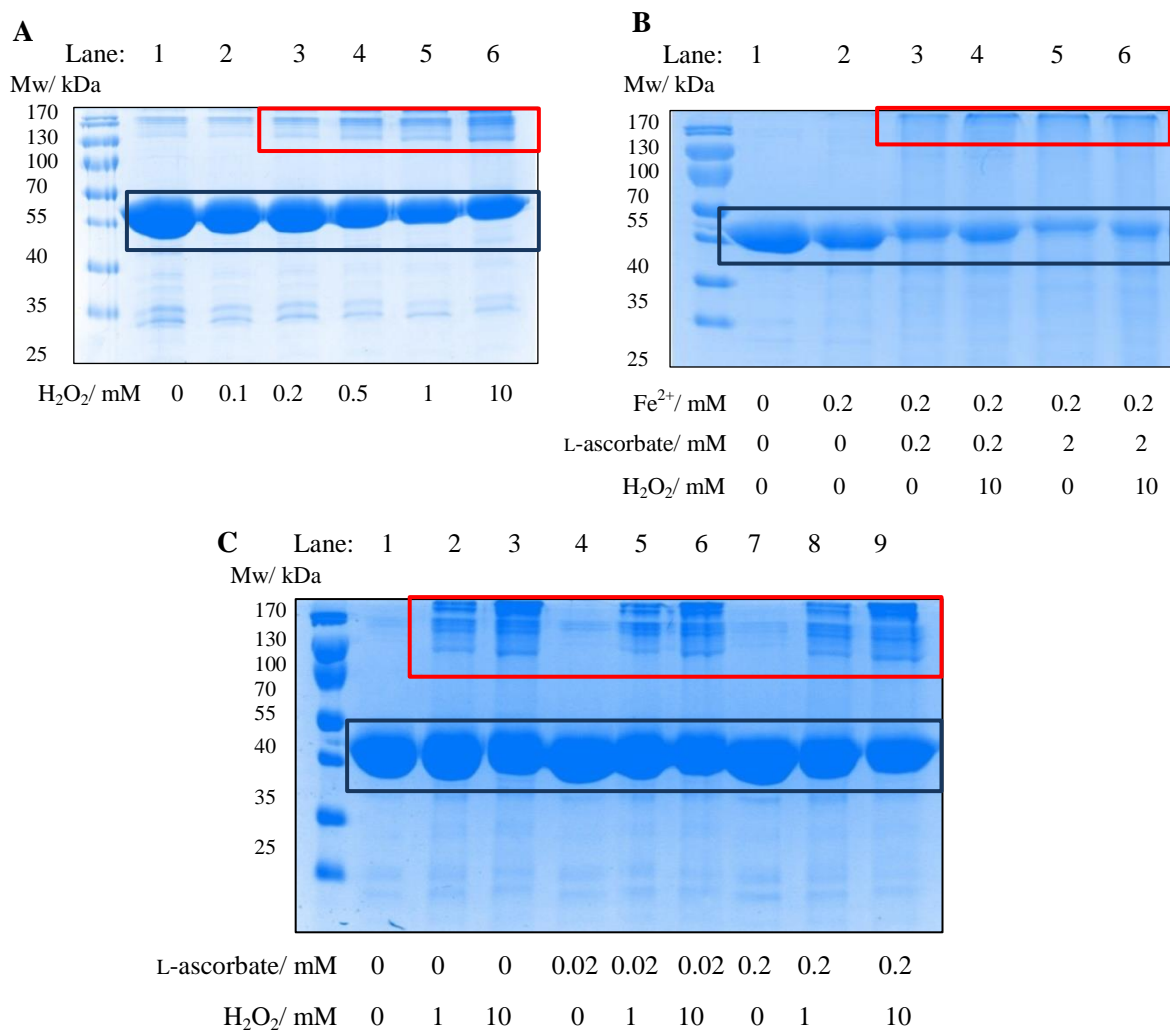 A
Lane: 1 2 3 4 5 6
Mw/ kDa
170
130
100
70
55
40
35
25
H₂O₂/ mM 0 0.1 0.2 0.5 1 10
B
Lane: 1 2 3 4 5 6
Mw/ kDa
170
130
100
70
55
40
35
25
Fe²⁺/ mM 0 0.2 0.2 0.2 0.2 0.2
L-ascorbate/ mM 0 0 0.2 0.2 2 2
H₂O₂/ mM 0 0 0 10 0 10
C Lane: 1 2 3 4 5 6 7 8 9
Mw/ kDa
170
130
100
70
55
40
35
25
L-ascorbate/ mM 0 0 0 0.02 0.02 0.02 0.2 0.2 0.2
H₂O₂/ mM 0 1 10 0 1 10 0 1 10